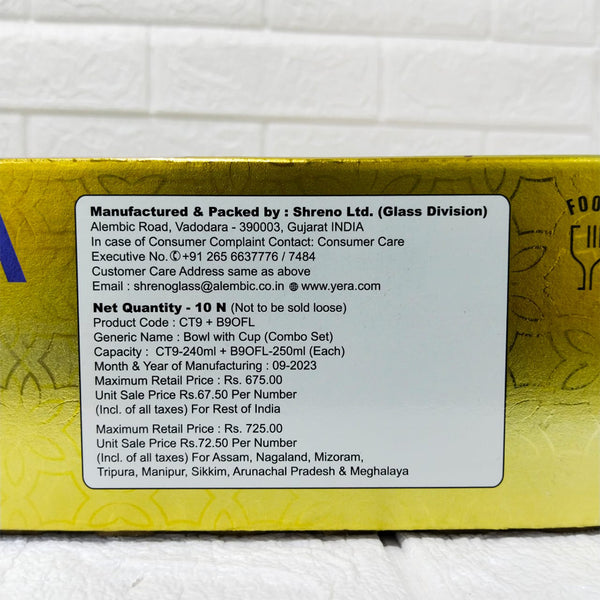 Manufactured & Packed by : Shreno Ltd. (Glass Division)
Alembic Road, Vadodara - 390003, Gujarat INDIA
In case of Consumer Complaint Contact: Consumer Care
Executive No. ✆ +91 265 6637776 / 7484
Customer Care Address same as above
Email : shrenoglass@alembic.co.in www.yera.com
Net Quantity - 10 N (Not to be sold loose)
Product Code : CT9 + B9OFL
Generic Name : Bowl with Cup (Combo Set)
Capacity : CT9-240ml + B9OFL-250ml (Each)
Month & Year of Manufacturing : 09-2023
Maximum Retail Price : Rs. 675.00
Unit Sale Price Rs.67.50 Per Number
(Incl. of all taxes) For Rest of India
Maximum Retail Price : Rs. 725.00
Unit Sale Price Rs.72.50 Per Number
(Incl. of all taxes) For Assam, Nagaland, Mizoram,
Tripura, Manipur, Sikkim, Arunachal Pradesh & Meghalaya
A
FOO